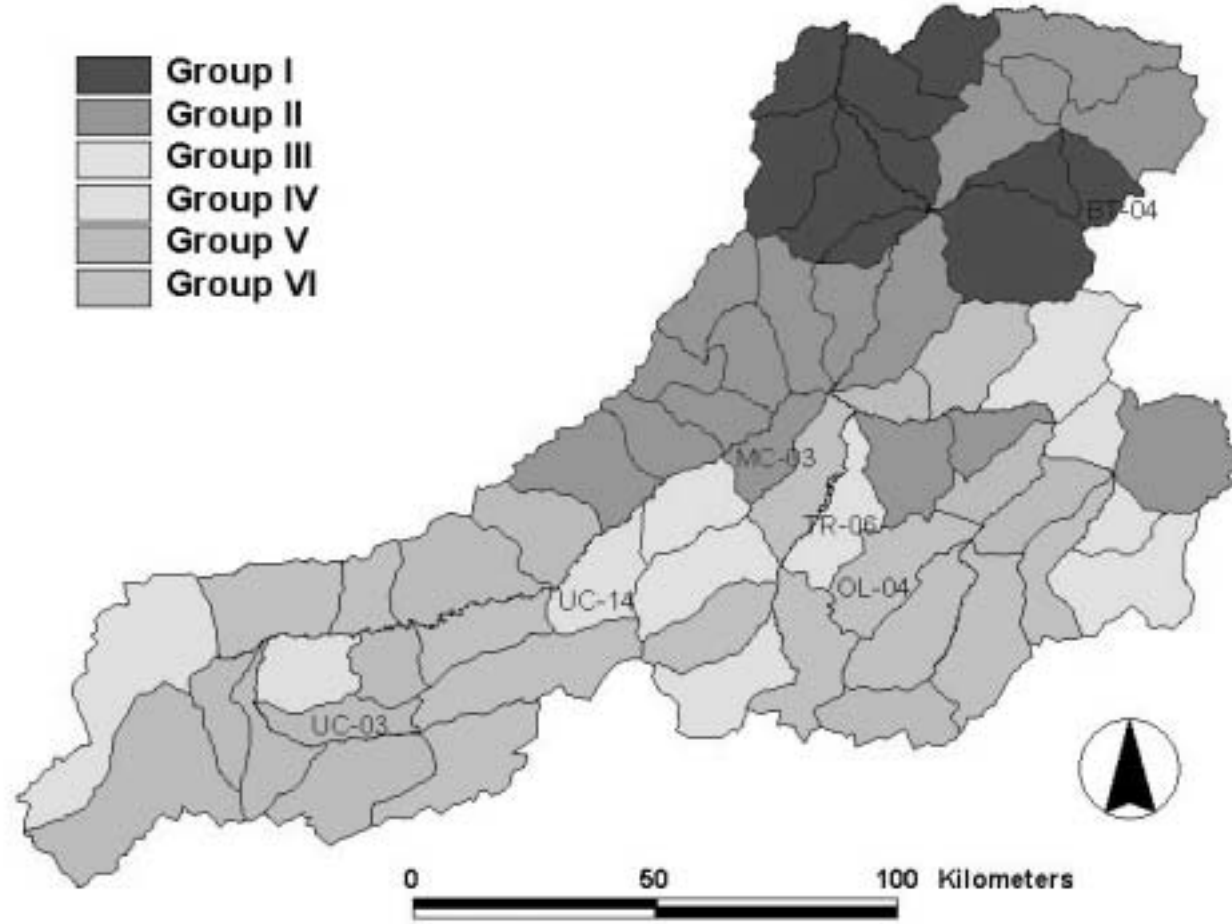 Group I
Group II
Group III
Group IV
Group V
Group VI
BT-04
MC-03
TR-06
UC-14
OL-04
UC-03
0 50 100 Kilometers